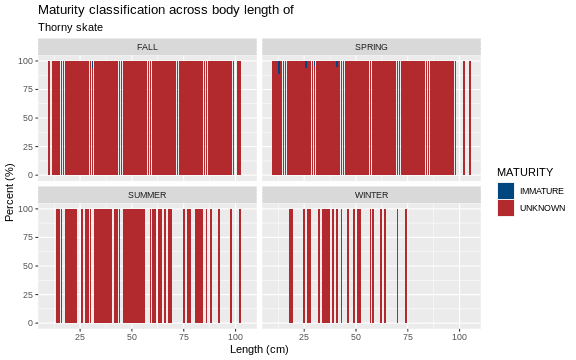 Maturity classification across body length of
Thorny skate
FALL
SPRING
100
75
50
25
0
SUMMER
WINTER
100
75
50
25
0
25
50
75
100
25
50
75
100
Length (cm)
Percent (%)
MATURITY
IMMATURE
UNKNOWN